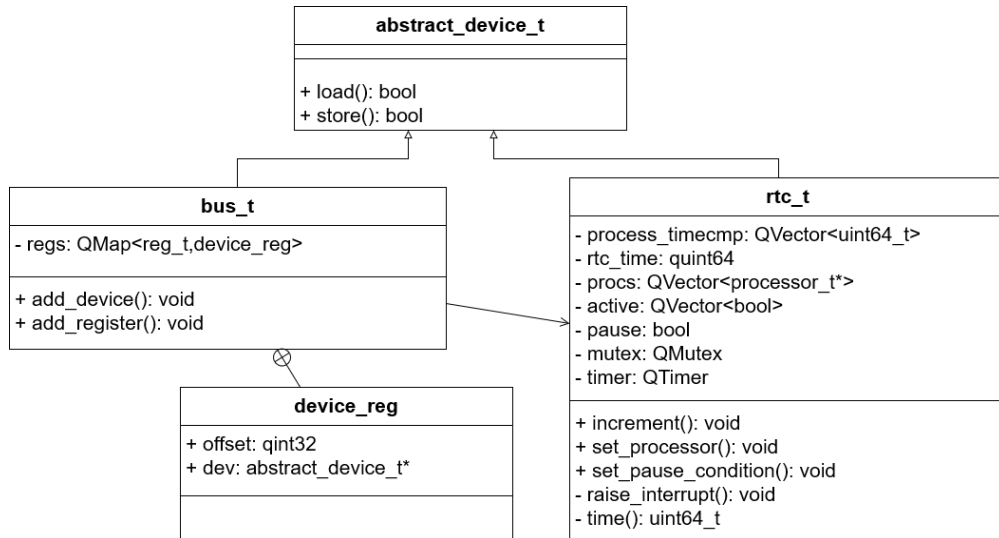 abstract_device_t
+ load(): bool
+ store(): bool
bus_t
- regs: QMap<reg_t,device_reg>
+ add_device(): void
+ add_register(): void
rtc_t
- process_timecmp: QVector<uint64_t>
- rtc_time: quint64
- procs: QVector<processor_t*>
- active: QVector<bool>
- pause: bool
- mutex: QMutex
- timer: QTimer
+ increment(): void
+ set_processor(): void
+ set_pause_condition(): void
- raise_interrupt(): void
- time(): uint64_t
device_reg
+ offset: qint32
+ dev: abstract_device_t*